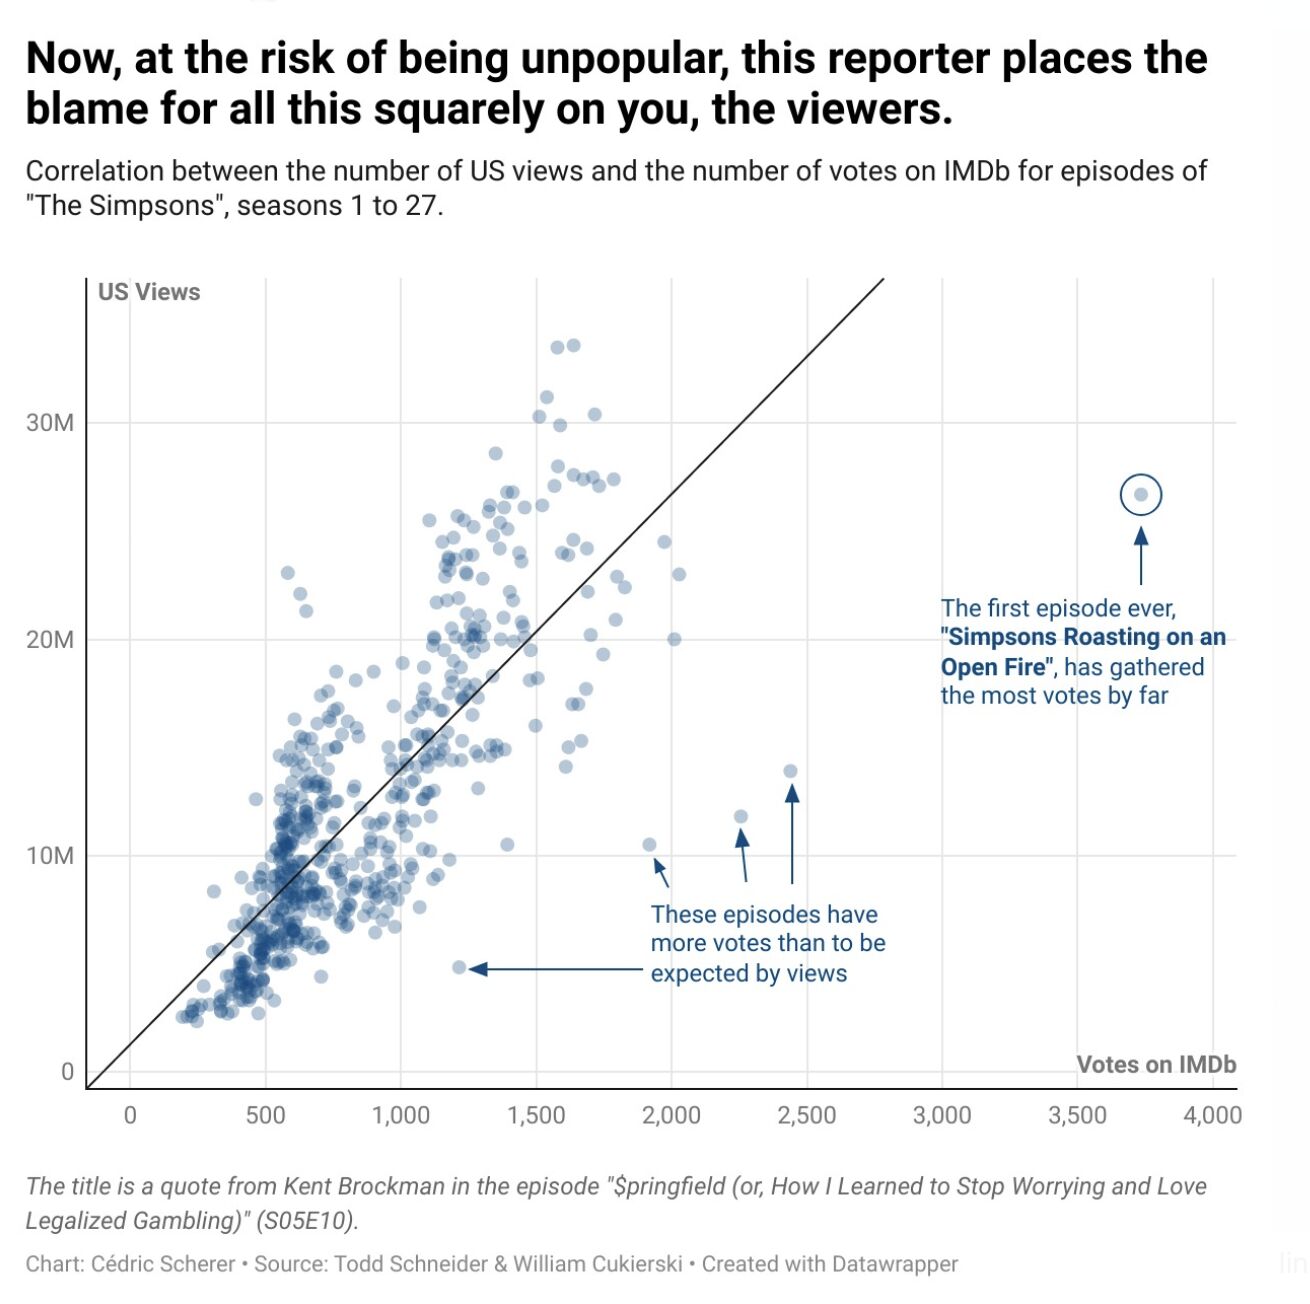 Now, at the risk of being unpopular, this reporter places the
blame for all this squarely on you, the viewers.
Correlation between the number of US views and the number of votes on IMDb for episodes of
"The Simpsons", seasons 1 to 27.
US Views
30M
20M
10M
0
The first episode ever,
"Simpsons Roasting on an
Open Fire", has gathered
the most votes by far
These episodes have
more votes than to be
expected by views
Votes on IMDb
0
500
1,000
1,500
2,000
2,500
3,000
3,500
4,000
The title is a quote from Kent Brockman in the episode "$pringfield (or, How I Learned to Stop Worrying and Love
Legalized Gambling)" (S05E10).
Chart: Cédric Scherer • Source: Todd Schneider & William Cukierski • Created with Datawrapper